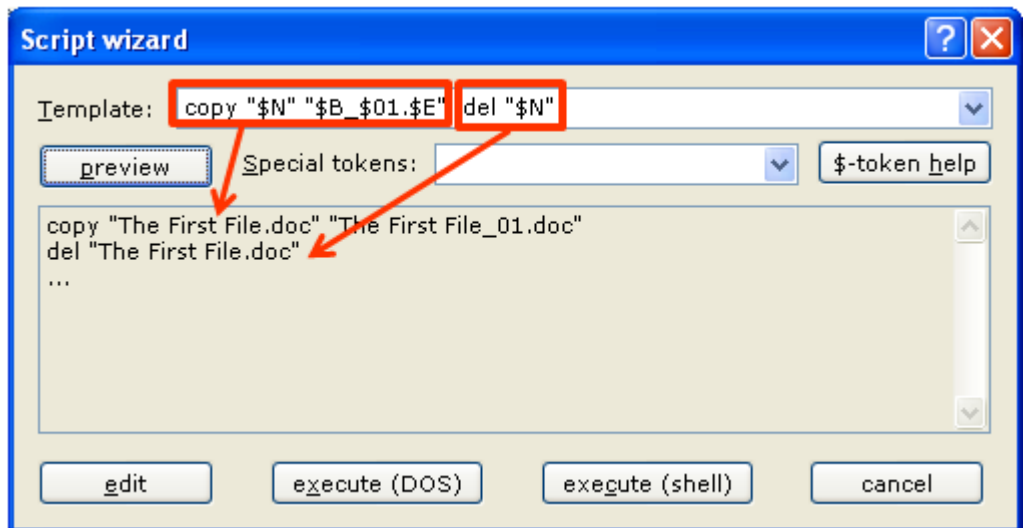 Script wizard
Template: copy "$N" "$B_$01.$E" del "$N"
preview Special tokens: $-token help
copy "The First File.doc" "The First File_01.doc"
del "The First File.doc"
...
edit execute (DOS) execute (shell) cancel